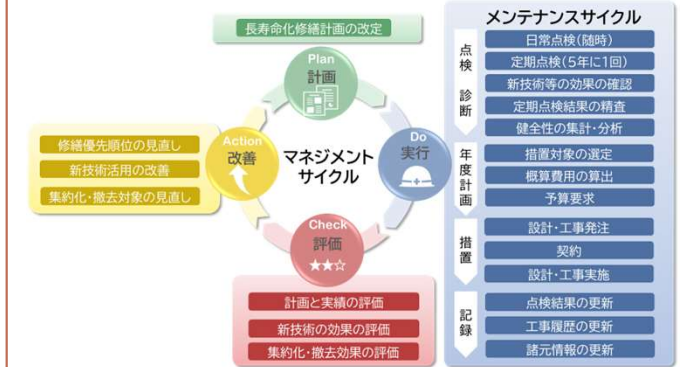 長寿命化修繕計画の改定
Plan
計画
Do
実行
Check
評価
★★☆
Action
改善
マネジメント
サイクル
修繕優先順位の見直し
新技術活用の改善
集約化・撤去対象の見直し
計画と実績の評価
新技術の効果の評価
集約化・撤去効果の評価
メンテナンスサイクル
点検 診断
日常点検(随時)
定期点検(5年に1回)
新技術等の効果の確認
定期点検結果の精査
健全性の集計・分析
年度計画
措置対象の選定
概算費用の算出
予算要求
措置
設計・工事発注
契約
設計・工事実施
記録
点検結果の更新
工事履歴の更新
諸元情報の更新